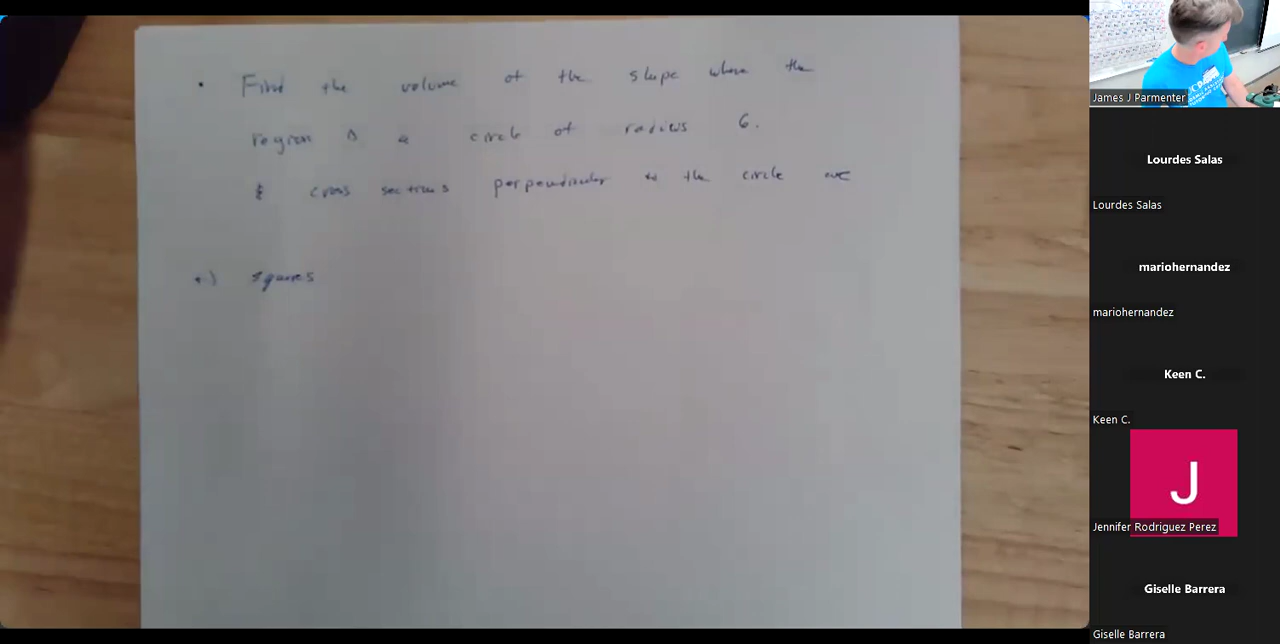 • Find the volume of the shape where the
region is a circle of radius 6.
& cross sections perpendicular to the circle are
a.) squares
James J Parmenter
Lourdes Salas
Lourdes Salas
mariohernandez
mariohernandez
Keen C.
Keen C.
J
Jennifer Rodriguez Perez
Giselle Barrera
Giselle Barrera